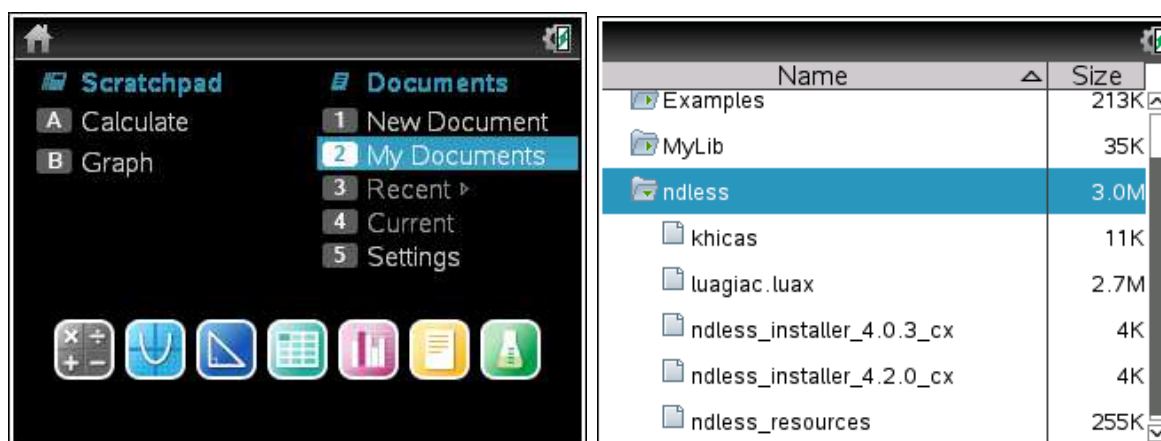 Scratchpad
A Calculate
B Graph
Documents
1 New Document
2 My Documents
3 Recent ▹
4 Current
5 Settings
Name Size
Examples 213K
MyLib 35K
ndless 3.0M
khicas 11K
luagiac.luax 2.7M
ndless_installer_4.0.3_cx 4K
ndless_installer_4.2.0_cx 4K
ndless_resources 255K